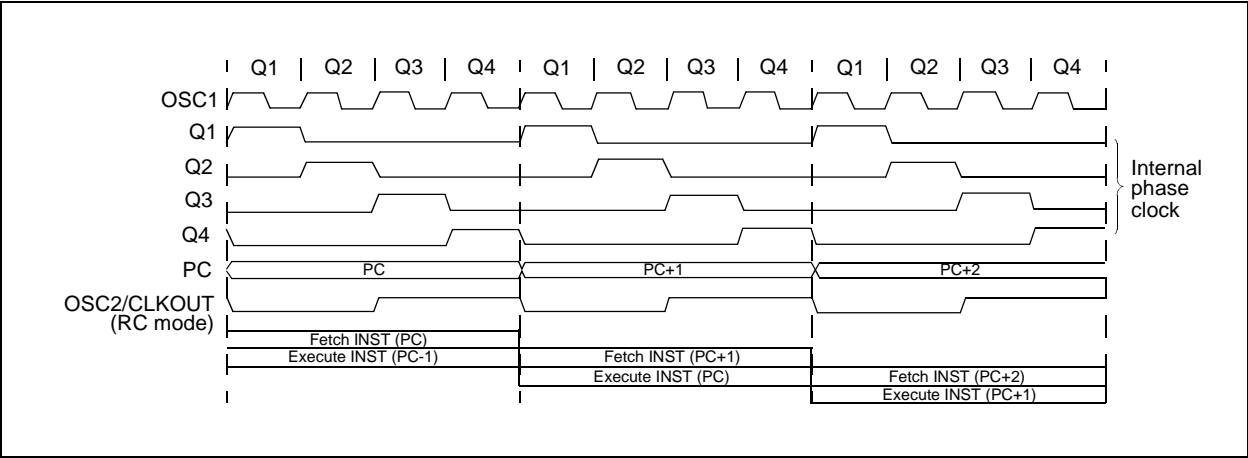 Q1 Q2 Q3 Q4 Q1 Q2 Q3 Q4 Q1 Q2 Q3 Q4
OSC1
Q1
Q2
Q3
Q4
Internal
phase
clock
PC PC PC+1 PC+2
OSC2/CLKOUT
(RC mode)
Fetch INST (PC)
Execute INST (PC-1) Fetch INST (PC+1)
Execute INST (PC) Fetch INST (PC+2)
Execute INST (PC+1)